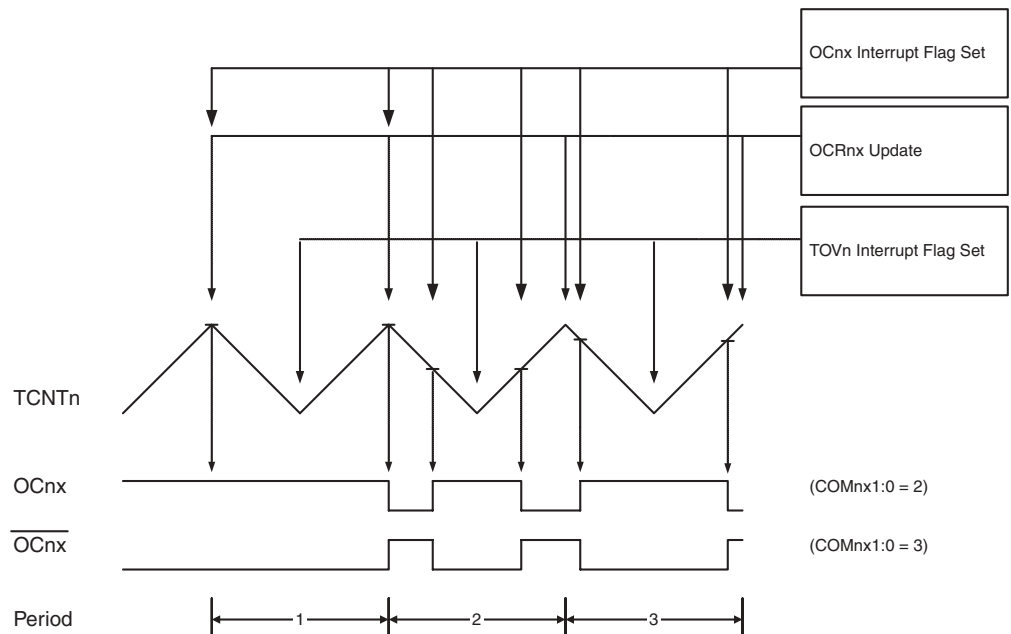 OCnx Interrupt Flag Set
OCRnx Update
TOVn Interrupt Flag Set
TCNTn
OCnx
(COMnx1:0 = 2)
OCnx
(COMnx1:0 = 3)
Period
1
2
3